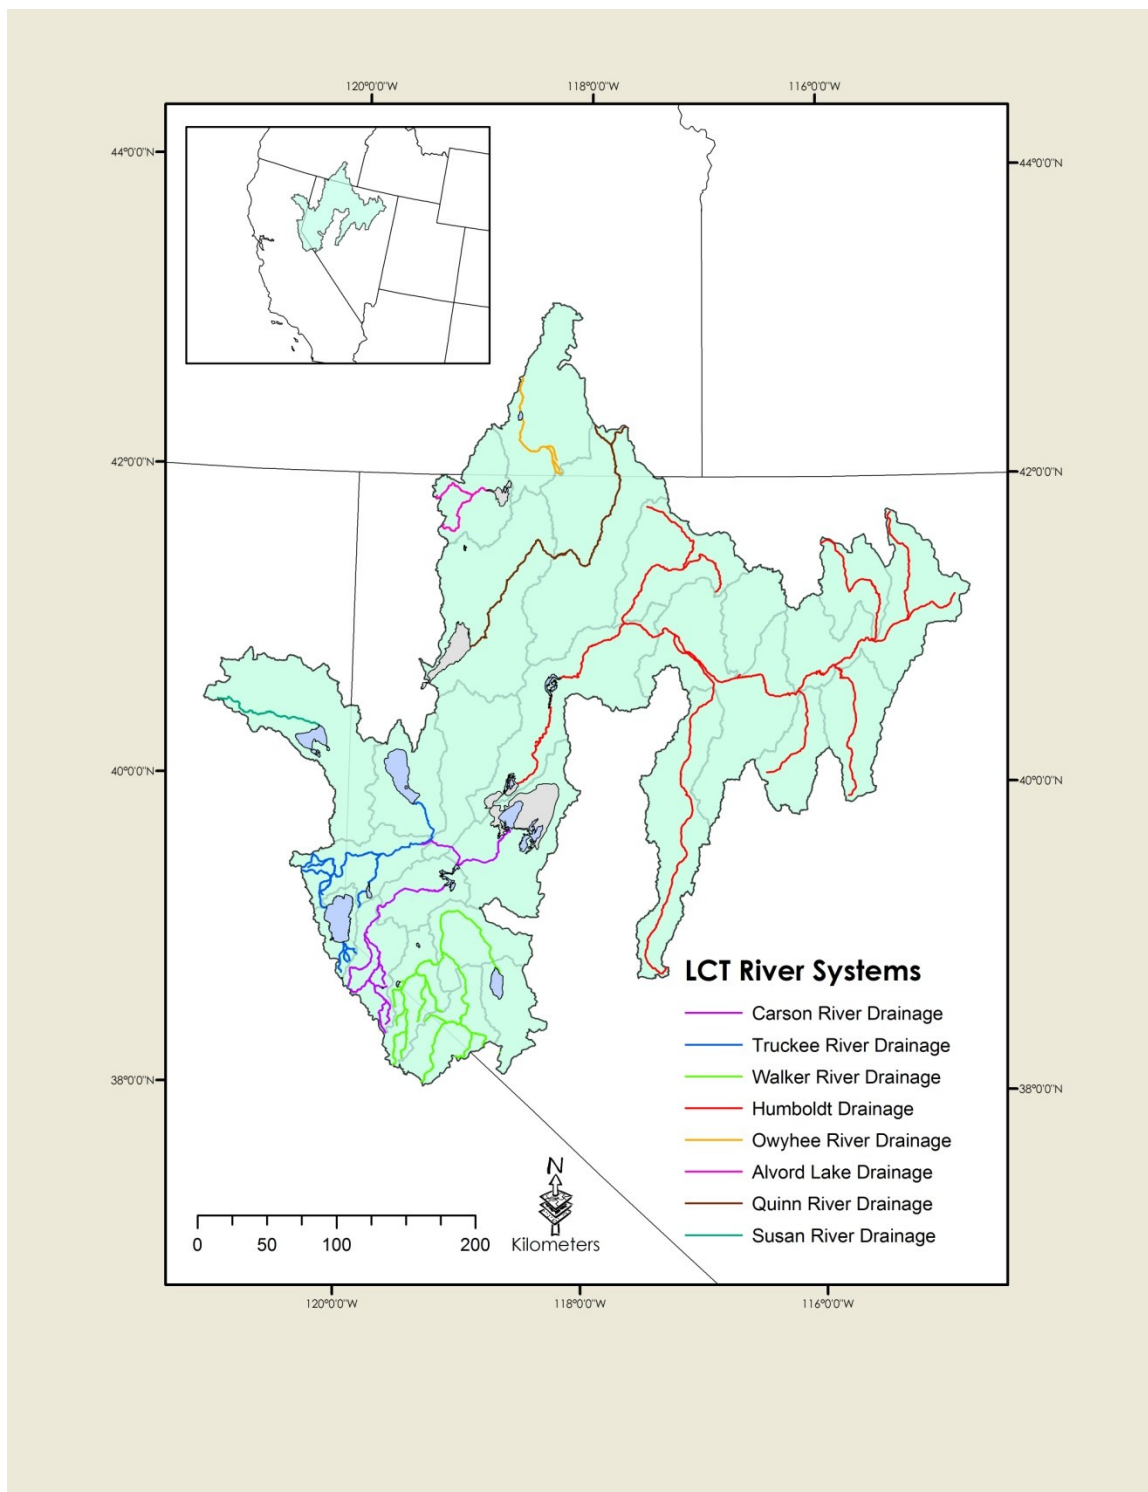 120°0'0"W 118°0'0"W 116°0'0"W
44°0'0"N 44°0'0"N
42°0'0"N 42°0'0"N
40°0'0"N 40°0'0"N
38°0'0"N 38°0'0"N
LCT River Systems
Carson River Drainage
Truckee River Drainage
Walker River Drainage
Humboldt Drainage
Owyhee River Drainage
Alvord Lake Drainage
Quinn River Drainage
Susan River Drainage
N
0 50 100 200 Kilometers
120°0'0"W 118°0'0"W 116°0'0"W